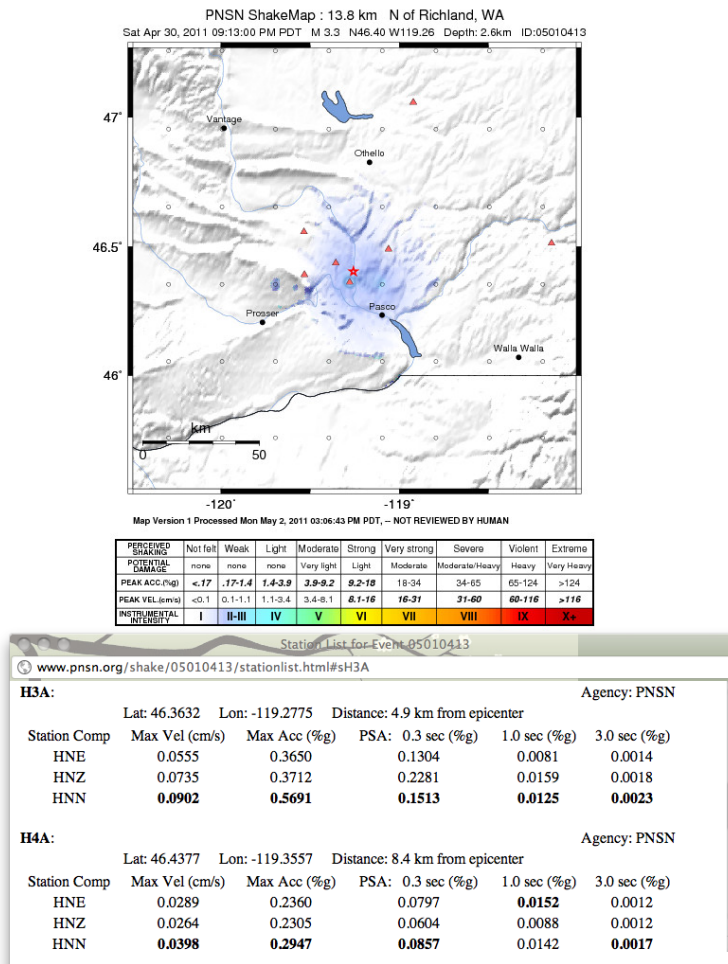 PNSN ShakeMap : 13.8 km N of Richland, WA
Sat Apr 30, 2011 09:13:00 PM PDT M 3.3 N46.40 W119.26 Depth: 2.6km ID:05010413
47°
Vantage
Othello
46.5°
Pasco
Prosser
Walla Walla
46°
km
0 50
-120° -119°
Map Version 1 Processed Mon May 2, 2011 03:06:43 PM PDT, -- NOT REVIEWED BY HUMAN
PERCEIVED SHAKING Not felt Weak Light Moderate Strong Very strong Severe Violent Extreme
POTENTIAL DAMAGE none none none Very light Light Moderate Moderate/Heavy Heavy Very Heavy
PEAK ACC.(%g) <.17 .17-1.4 1.4-3.9 3.9-9.2 9.2-18 18-34 34-65 65-124 >124
PEAK VEL.(cm/s) <0.1 0.1-1.1 1.1-3.4 3.4-8.1 8.1-16 16-31 31-60 60-116 >116
INSTRUMENTAL INTENSITY I II-III IV V VI VII VIII IX X+
Station List for Event 05010413
www.pnsn.org/shake/05010413/stationlist.html#sH3A
H3A: Agency: PNSN
Lat: 46.3632 Lon: -119.2775 Distance: 4.9 km from epicenter
Station Comp Max Vel (cm/s) Max Acc (%g) PSA: 0.3 sec (%g) 1.0 sec (%g) 3.0 sec (%g)
HNE 0.0555 0.3650 0.1304 0.0081 0.0014
HNZ 0.0735 0.3712 0.2281 0.0159 0.0018
HNN 0.0902 0.5691 0.1513 0.0125 0.0023
H4A: Agency: PNSN
Lat: 46.4377 Lon: -119.3557 Distance: 8.4 km from epicenter
Station Comp Max Vel (cm/s) Max Acc (%g) PSA: 0.3 sec (%g) 1.0 sec (%g) 3.0 sec (%g)
HNE 0.0289 0.2360 0.0797 0.0152 0.0012
HNZ 0.0264 0.2305 0.0604 0.0088 0.0012
HNN 0.0398 0.2947 0.0857 0.0142 0.0017